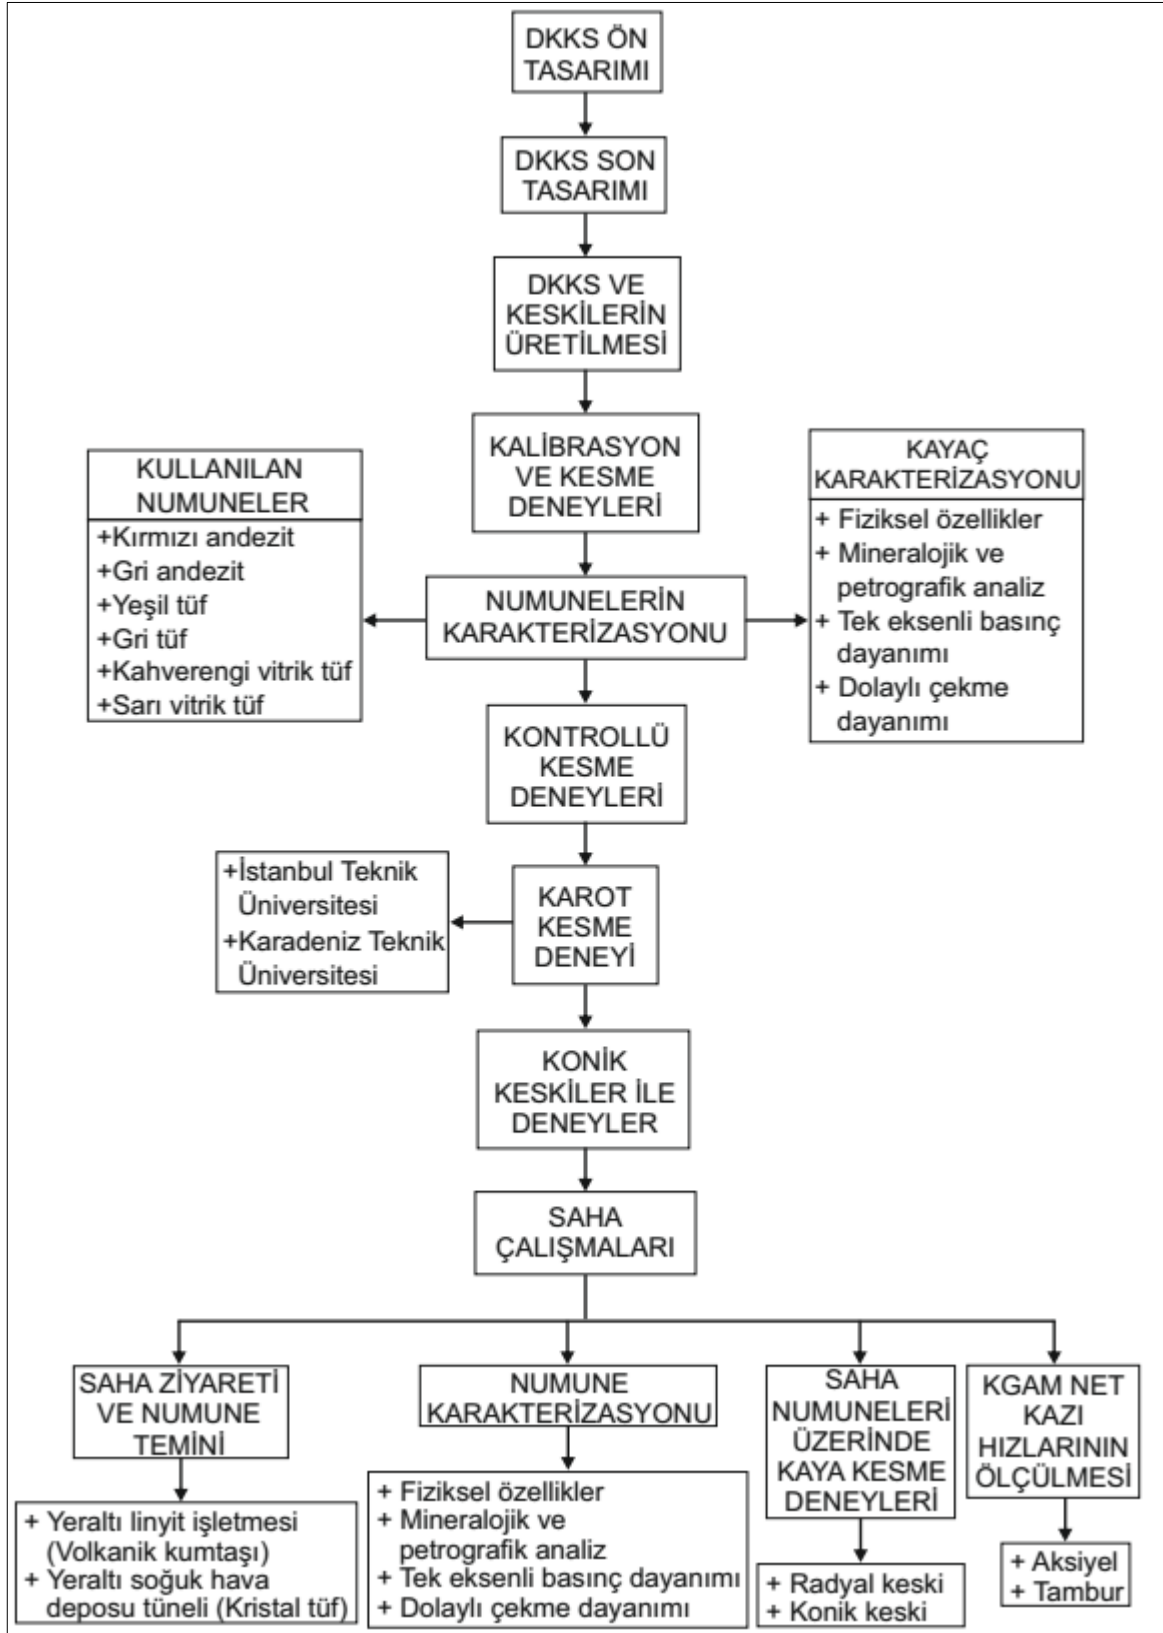 DKKS ÖN
TASARIMI
DKKS SON
TASARIMI
DKKS VE
KESKİLERİN
ÜRETİLMESİ
KALİBRASYON
VE KESME
DENEYLERİ
KULLANILAN
NUMUNELER
+Kırmızı andezit
+Gri andezit
+Yeşil tüf
+Gri tüf
+Kahverengi vitrik tüf
+Sarı vitrik tüf
NUMUNELERİN
KARAKTERİZASYONU
KAYAÇ
KARAKTERİZASYONU
+ Fiziksel özellikler
+ Mineralojik ve
petrografik analiz
+ Tek eksenli basınç
dayanımı
+ Dolaylı çekme
dayanımı
KONTROLLÜ
KESME
DENEYLERİ
KAROT
KESME
DENEYİ
+İstanbul Teknik
Üniversitesi
+Karadeniz Teknik
Üniversitesi
KONİK
KESKİLER İLE
DENEYLER
SAHA
ÇALIŞMALARI
SAHA ZİYARETİ
VE NUMUNE
TEMİNİ
+ Yeraltı linyit işletmesi
(Volkanik kumtaşı)
+ Yeraltı soğuk hava
deposu tüneli (Kristal tüf)
NUMUNE
KARAKTERİZASYONU
+ Fiziksel özellikler
+ Mineralojik ve
petrografik analiz
+ Tek eksenli basınç dayanımı
+ Dolaylı çekme dayanımı
SAHA
NUMUNELERİ
ÜZERİNDE
KAYA KESME
DENEYLERİ
+ Radyal keski
+ Konik keski
KGAM NET
KAZI
HIZLARININ
ÖLÇÜLMESİ
+ Aksiyel
+ Tambur